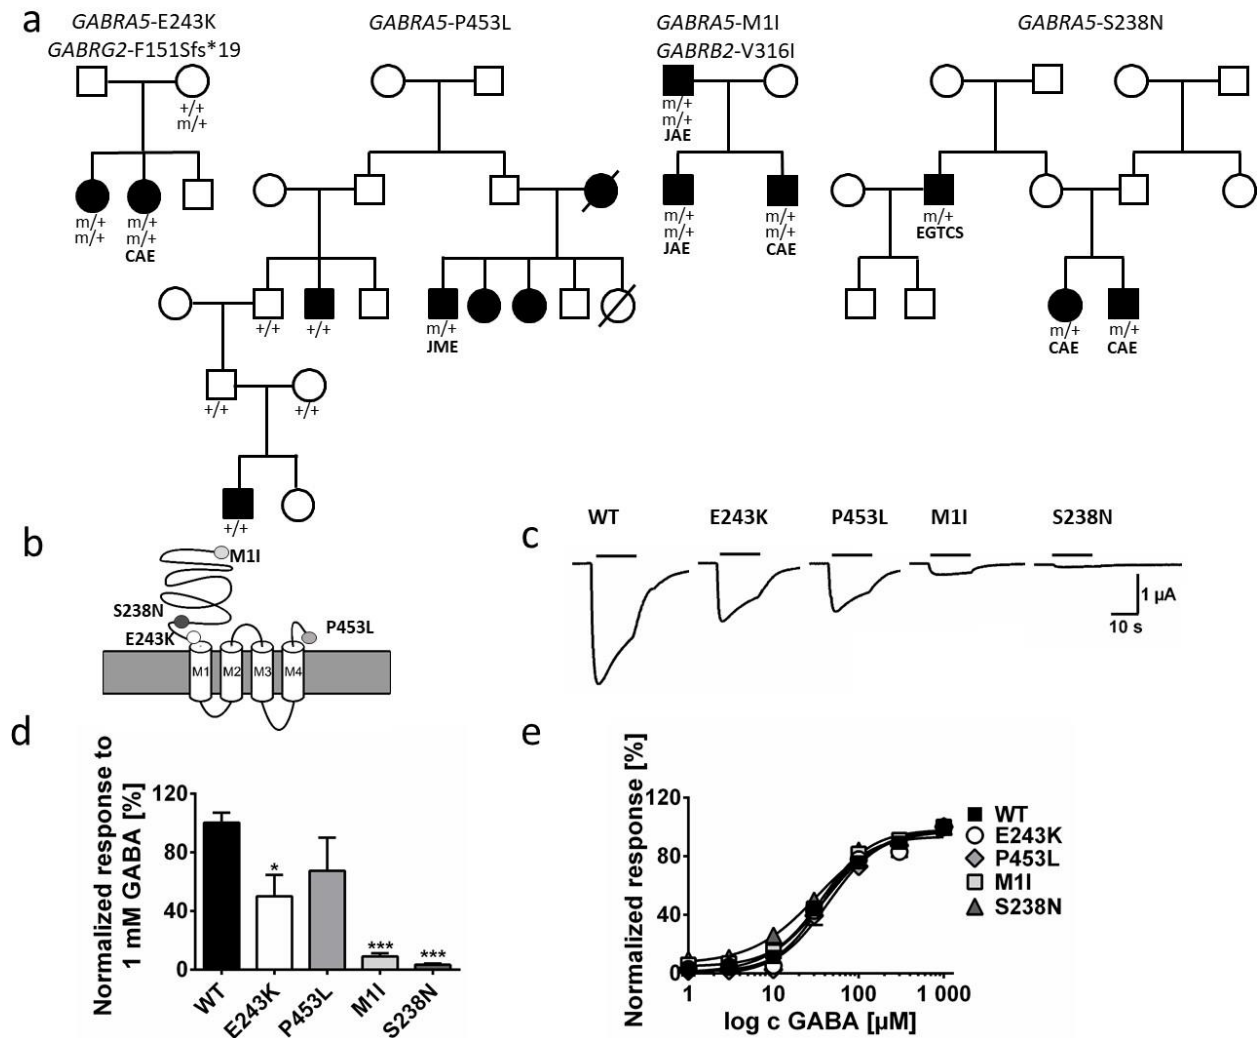 a
GABRA5-E243K
GABRG2-F151Sfs*19
GABRA5-P453L
GABRA5-M1I
GABRB2-V316I
GABRA5-S238N
+/+
m/+
m/+
m/+
m/+
m/+
CAE
+/+
+/+
m/+
JME
+/+
+/+
+/+
m/+
m/+
JAE
m/+
m/+
JAE
m/+
m/+
CAE
m/+
EGTCS
m/+
CAE
m/+
CAE
b
M1I
S238N
E243K
P453L
M1
M2
M3
M4
c
WT
E243K
P453L
M1I
S238N
1 µA
10 s
d
Normalized response to
1 mM GABA [%]
120
80
40
0
*
***
***
WT
E243K
P453L
M1I
S238N
e
Normalized response [%]
120
80
40
0
1
10
100
1 000
log c GABA [µM]
WT
E243K
P453L
M1I
S238N